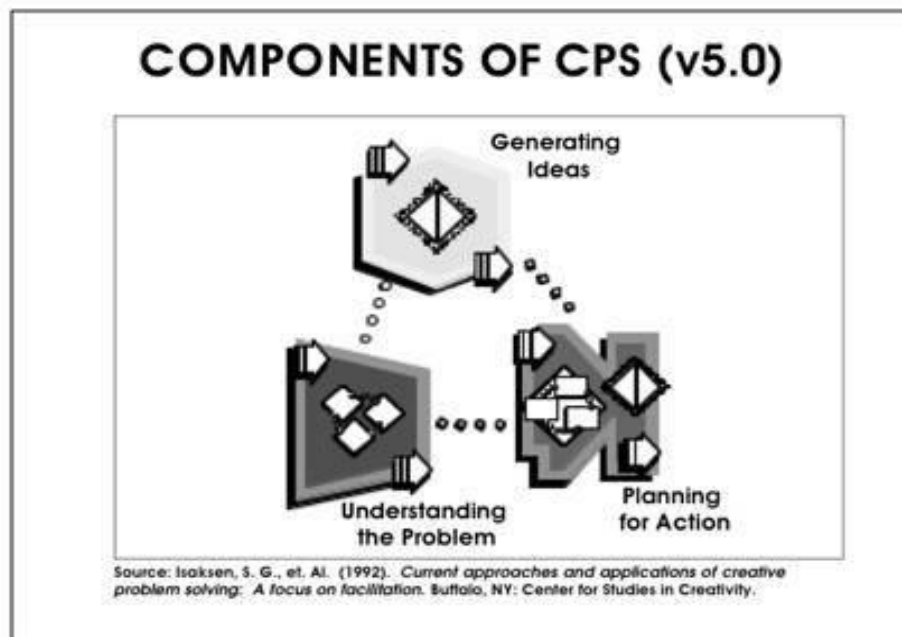 COMPONENTS OF CPS (v5.0)
Generating
Ideas
Understanding
the Problem
Planning
for Action
Source: Isaksen, S. G., et. Al. (1992). Current approaches and applications of creative
problem solving: A focus on facilitation. Buffalo, NY: Center for Studies in Creativity.